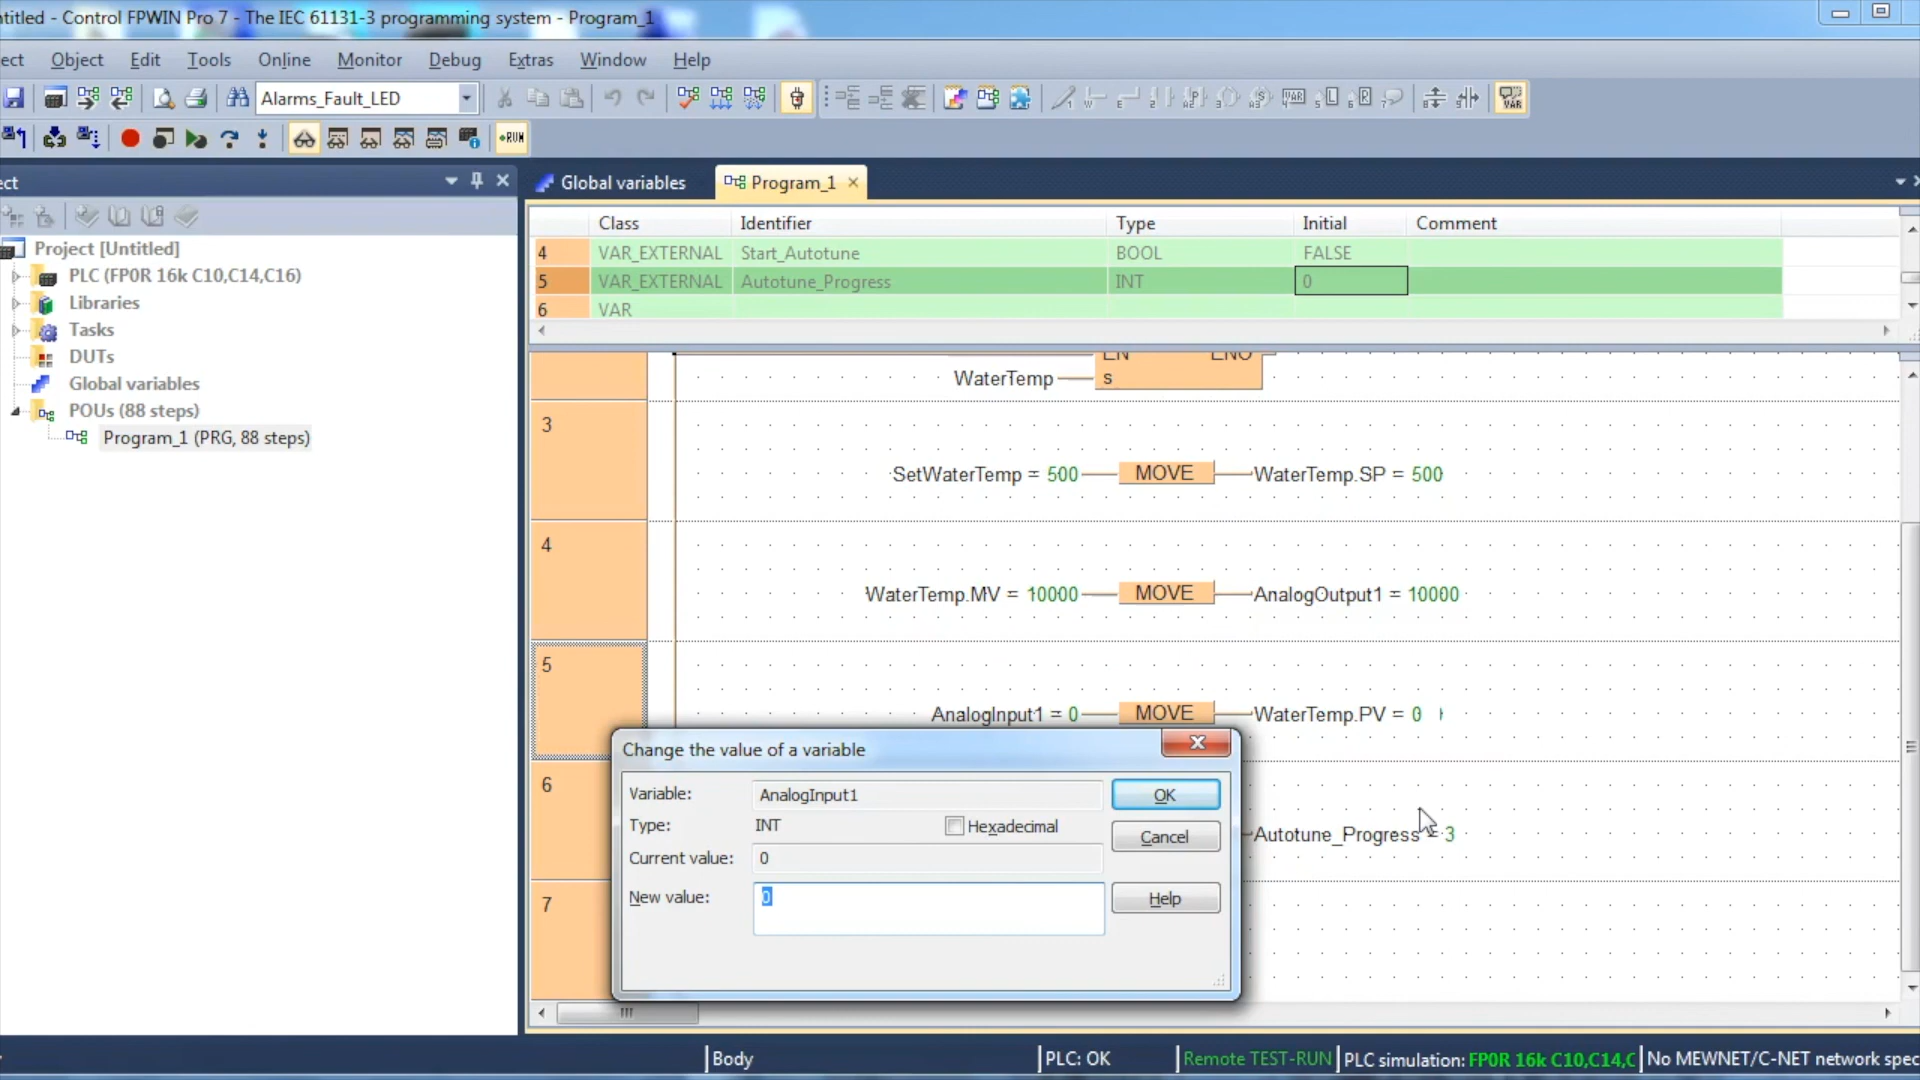 ntitled - Control FPWIN Pro 7 - The IEC 61131-3 programming system - Program_1
ect Object Edit Tools Online Monitor Debug Extras Window Help
Alarms_Fault_LED
RUN
ect
Global variables Program_1
Project [Untitled]
PLC (FP0R 16k C10,C14,C16)
Libraries
Tasks
DUTs
Global variables
POUs (88 steps)
Program_1 (PRG, 88 steps)
Class Identifier Type Initial Comment
4 VAR_EXTERNAL Start_Autotune BOOL FALSE
5 VAR_EXTERNAL Autotune_Progress INT 0
6 VAR
EN ENO
WaterTemp s
3
SetWaterTemp = 500 MOVE WaterTemp.SP = 500
4
WaterTemp.MV = 10000 MOVE AnalogOutput1 = 10000
5
AnalogInput1 = 0 MOVE WaterTemp.PV = 0
6
Autotune_Progress = 3
7
Change the value of a variable
Variable: AnalogInput1 OK
Type: INT Hexadecimal
Cancel
Current value: 0
New value: 0 Help
Body PLC: OK Remote TEST-RUN PLC simulation: FP0R 16k C10,C14,C No MEWNET/C-NET network spec